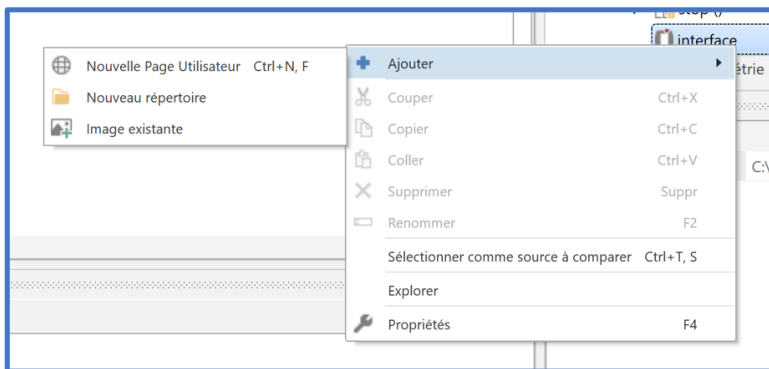 stop ()
interface
Nouvelle Page Utilisateur Ctrl+N, F
Nouveau répertoire
Image existante
Ajouter
Couper Ctrl+X
Copier Ctrl+C
Coller Ctrl+V
Supprimer Suppr
Renommer F2
Sélectionner comme source à comparer Ctrl+T, S
Explorer
Propriétés F4
étrie
C:\